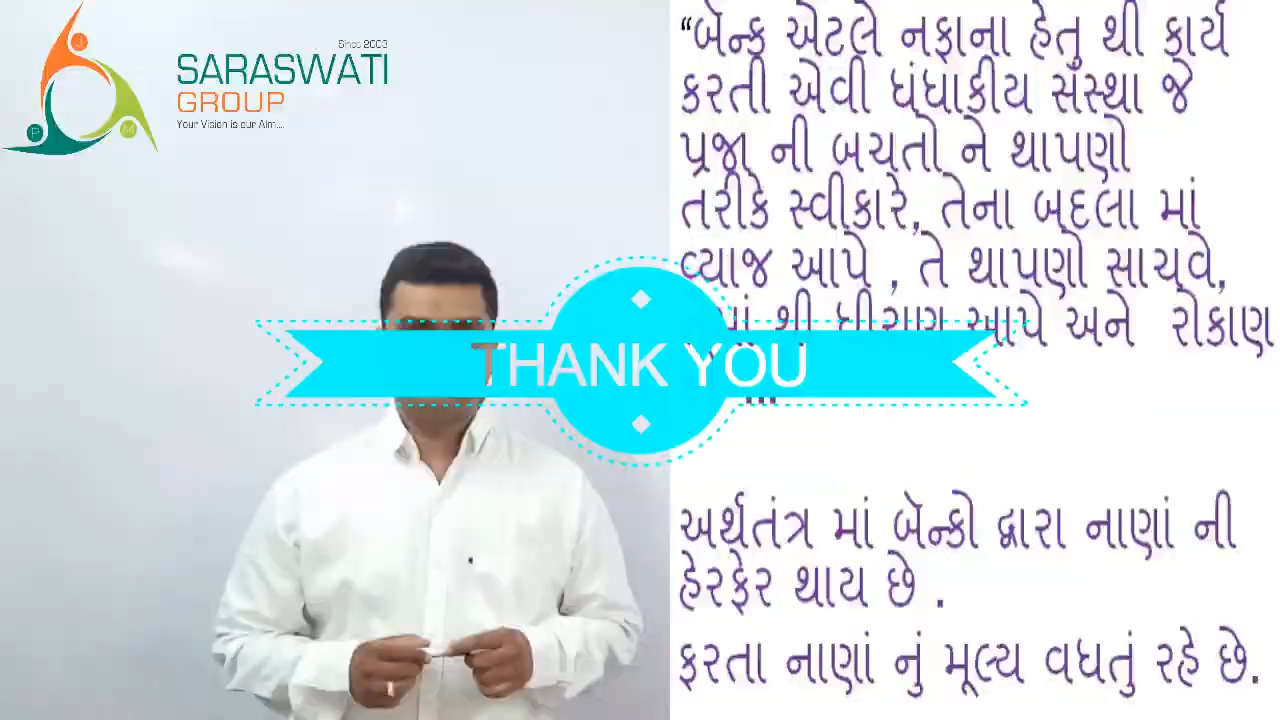 Since 2003
SARASWATI
GROUP
Your Vision is our Aim....
“બૅન્ક એટલે નફાના હેતુ થી કાર્ય
કરતી એવી ધંધાકીય સંસ્થા જે
પ્રજા ની બચતો ને થાપણો
તરીકે સ્વીકારે, તેના બદલા માં
વ્યાજ આપે , તે થાપણો સાચવે,
થી ધીરાણ આપે અને રોકાણ
THANK YOU
અર્થતંત્ર માં બૅન્કો દ્વારા નાણાં ની
હેરફેર થાય છે .
ફરતા નાણાં નું મૂલ્ય વધતું રહે છે.